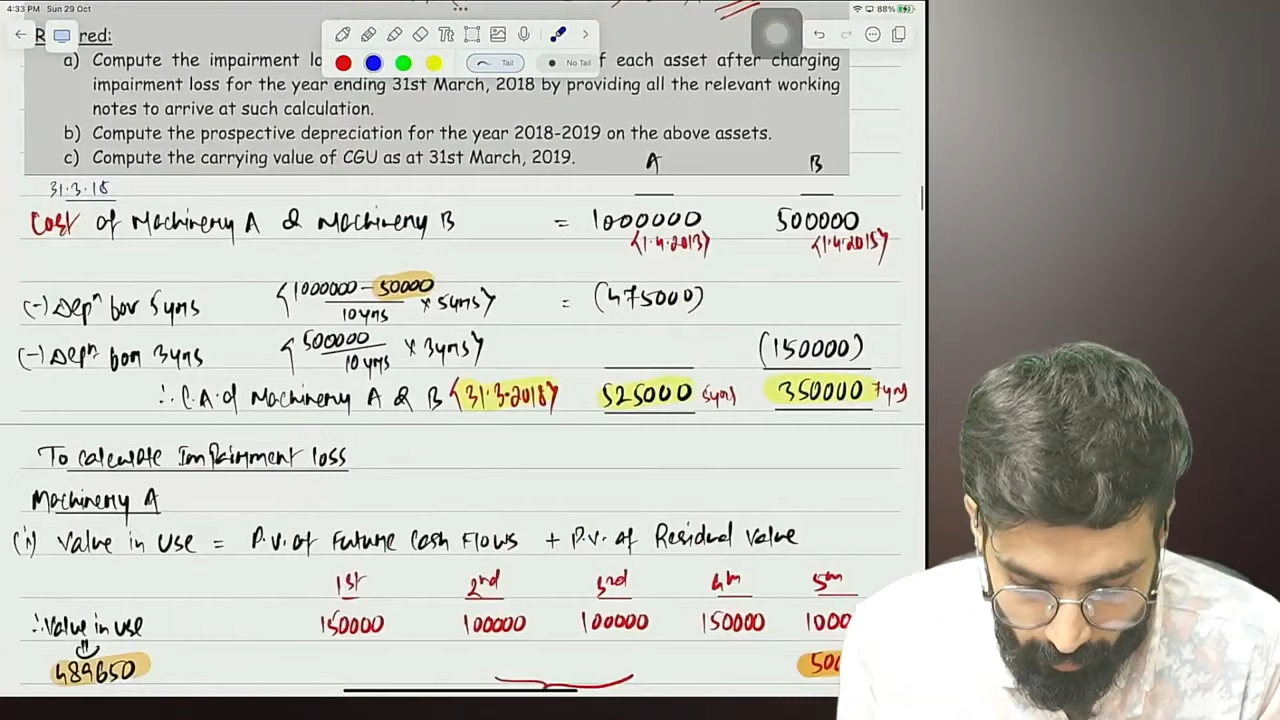 4:33 PM Sun 29 Oct
88%
Tail
No Tail
a) Compute the impairment lo f each asset after charging
impairment loss for the year ending 31st March, 2018 by providing all the relevant working
notes to arrive at such calculation.
b) Compute the prospective depreciation for the year 2018-2019 on the above assets.
c) Compute the carrying value of CGU as at 31st March, 2019.
A B
31.3.18
Cost of Machinery A & Machinery B = 1000000 500000
(1.4.2013) (1.4.2015)
(-) Depn for 5yrs {1000000 - 50000 / 10yrs × 5yrs} = (475000)
(-) Depn for 3yrs {500000 / 10yrs × 3yrs} (150000)
∴ C.A. of Machinery A & B {31.3.2018} 525000 5yrs 350000 7yrs
To calculate Impairment loss
Machinery A
(i) Value in use = P.V. of Future Cash Flows + P.V. of Residual Value
1st 2nd 3rd 4th 5th
∴ Value in use 150000 100000 100000 150000 1000
489650 500